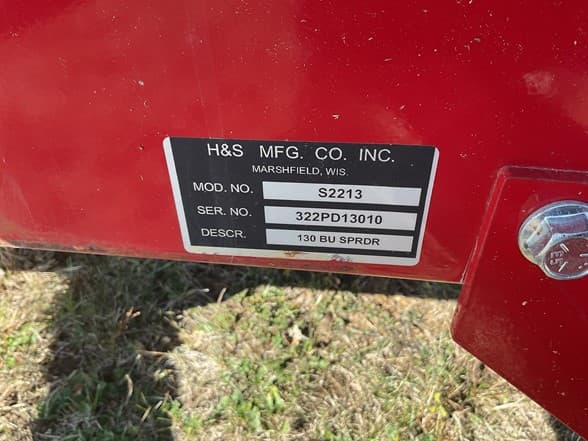 H&S MFG. CO. INC.
MARSHFIELD, WIS.
MOD. NO. S2213
SER. NO. 322PD13010
DESCR. 130 BU SPRDR